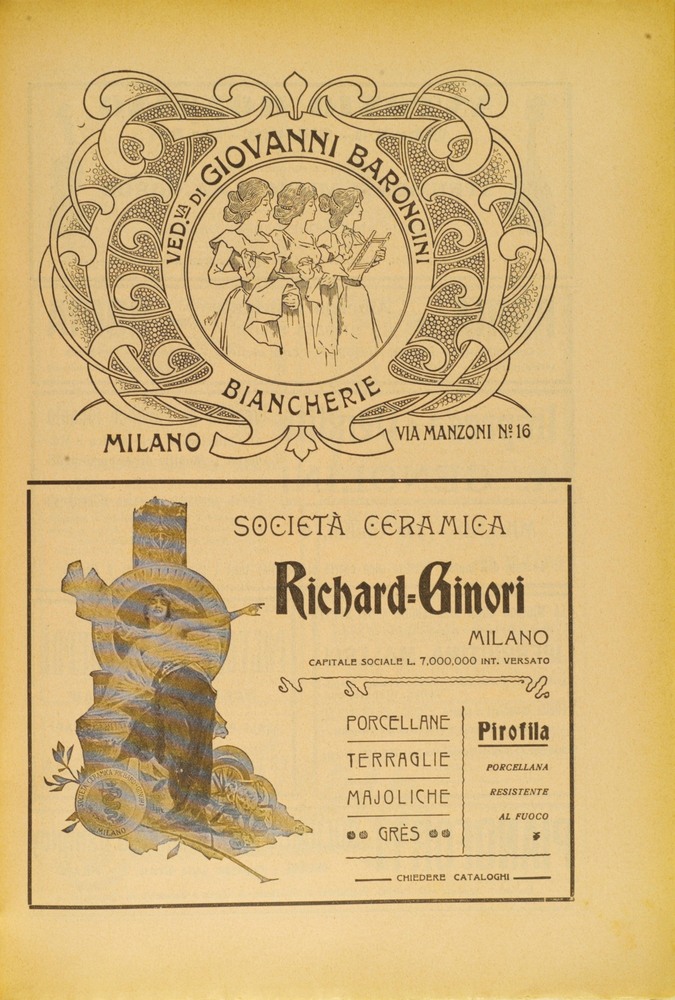 VED.VA DI GIOVANNI BARONCINI
BIANCHERIE
MILANO
VIA MANZONI Nº 16
SOCIETÀ CERAMICA
Richard=Ginori
MILANO
CAPITALE SOCIALE L. 7,000,000 INT. VERSATO
PORCELLANE
TERRAGLIE
MAJOLICHE
GRÈS
Pirofila
PORCELLANA
RESISTENTE
AL FUOCO
CHIEDERE CATALOGHI
MILANO